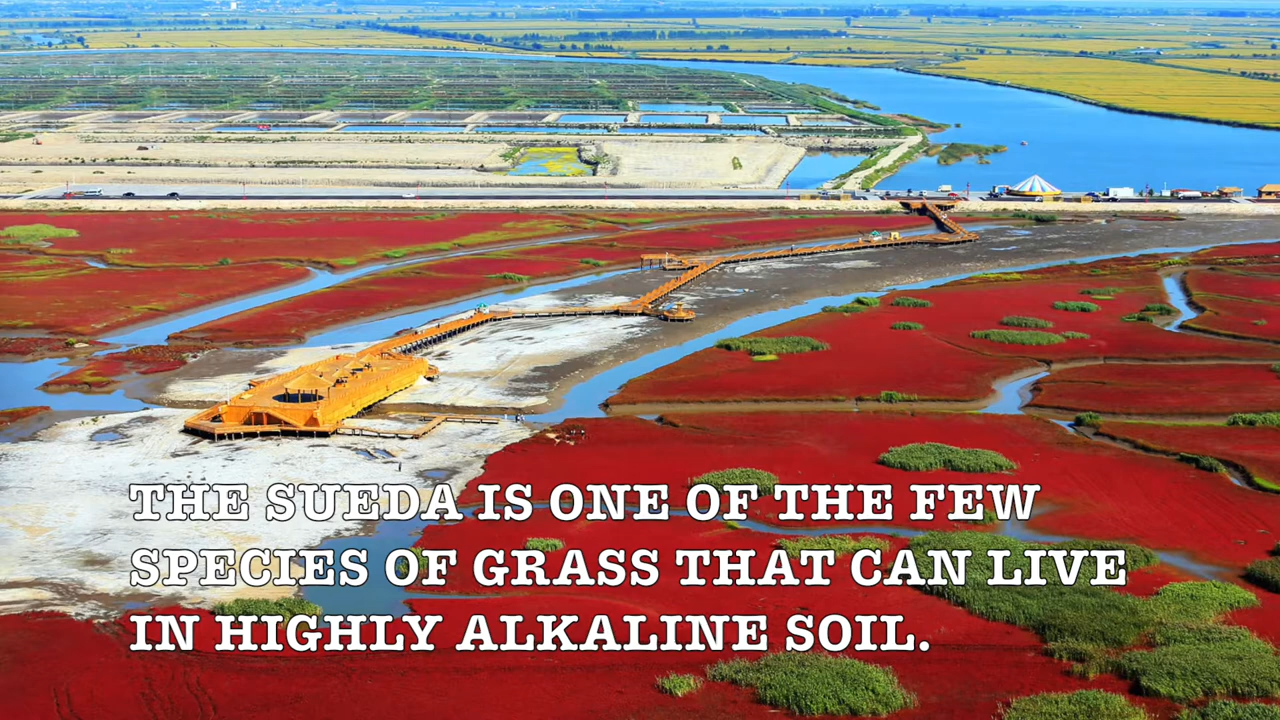 THE SUEDA IS ONE OF THE FEW
SPECIES OF GRASS THAT CAN LIVE
IN HIGHLY ALKALINE SOIL.